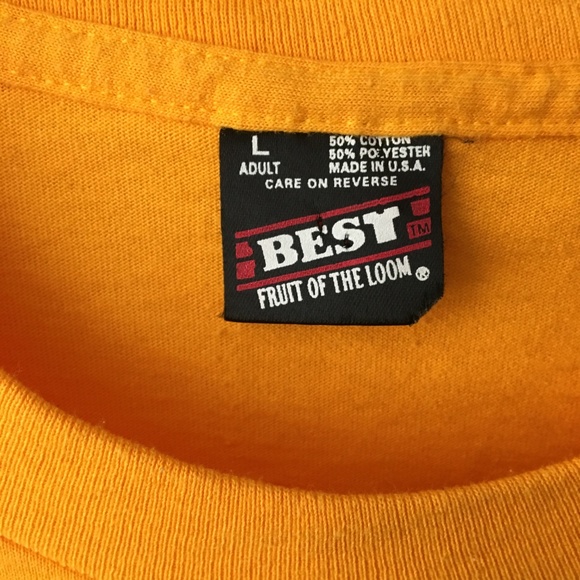 L 50% COTTON
ADULT 50% POLYESTER
MADE IN U.S.A.
CARE ON REVERSE
BEST TM
FRUIT OF THE LOOM ®